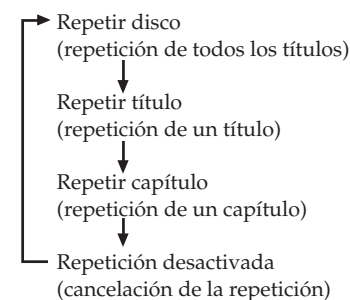 Repetir disco
(repetición de todos los títulos)
Repetir título
(repetición de un título)
Repetir capítulo
(repetición de un capítulo)
Repetición desactivada
(cancelación de la repetición)